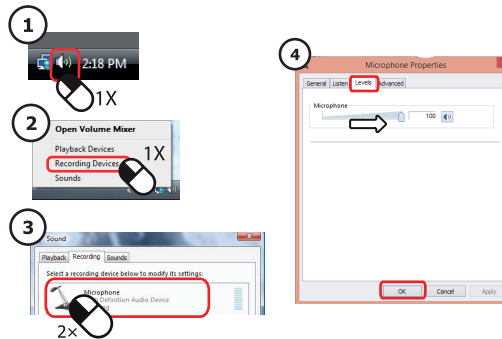 1
2:18 PM
1X
2
Open Volume Mixer
Playback Devices
Recording Devices
Sounds
1X
3
Sound
Playback Recording Sounds
Select a recording device below to modify its settings:
Microphone
Definition Audio Device
2×
4
Microphone Properties
General Listen Levels Advanced
Microphone
100
OK Cancel Apply